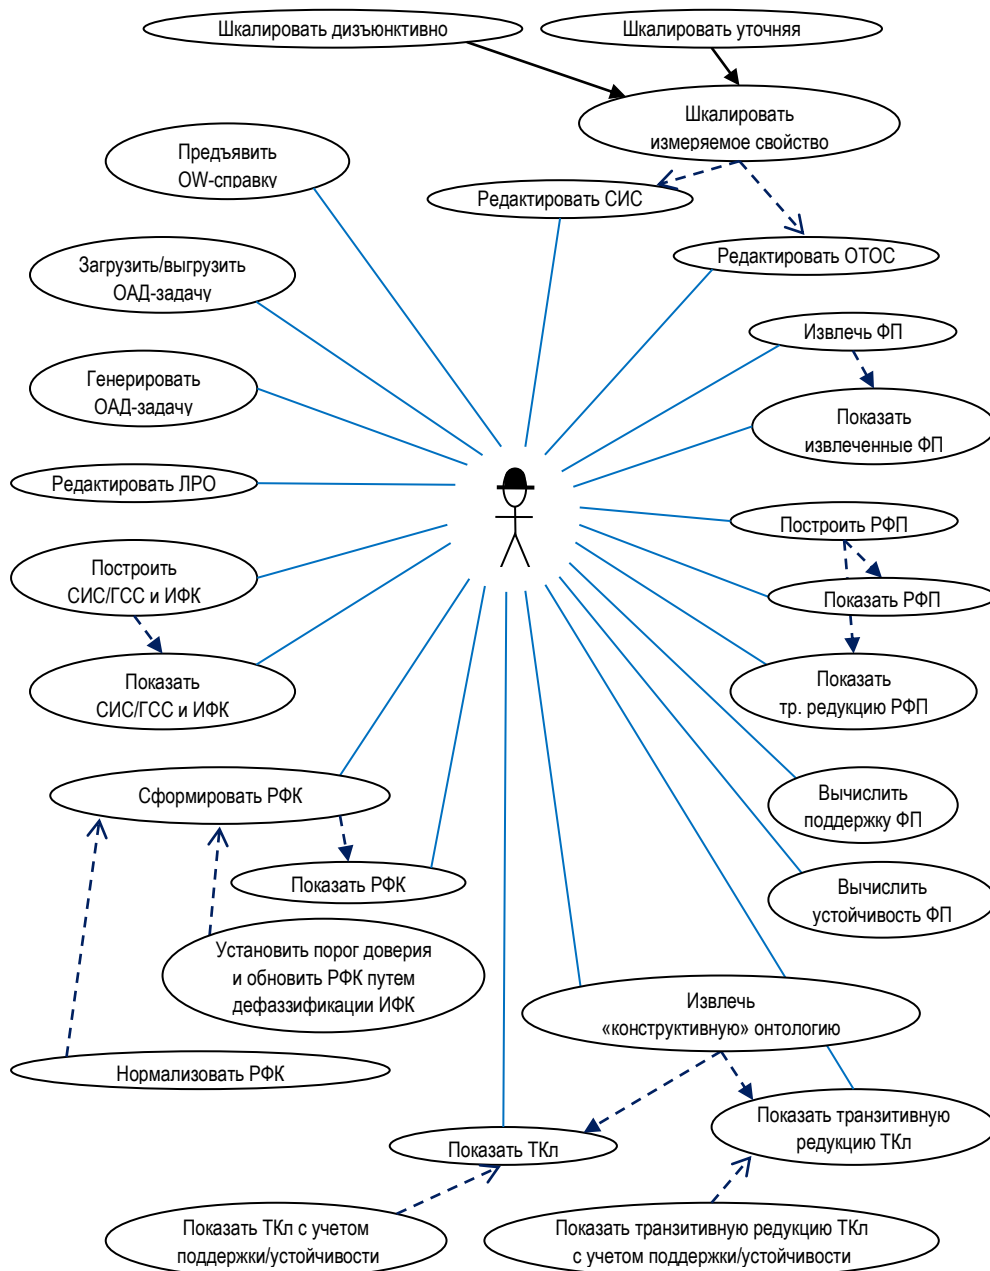 Шкалировать дизъюнктивно
Шкалировать уточняя
Шкалировать
измеряемое свойство
Предъявить
OW-справку
Редактировать СИС
Загрузить/выгрузить
ОАД-задачу
Редактировать ОТОС
Извлечь ФП
Генерировать
ОАД-задачу
Показать
извлеченные ФП
Редактировать ЛРО
Построить РФП
Построить
СИС/ГСС и ИФК
Показать РФП
Показать
СИС/ГСС и ИФК
Показать
тр. редукцию РФП
Сформировать РФК
Вычислить
поддержку ФП
Показать РФК
Вычислить
устойчивость ФП
Установить порог доверия
и обновить РФК путем
дефаззификации ИФК
Извлечь
«конструктивную» онтологию
Нормализовать РФК
Показать ТКл
Показать транзитивную
редукцию ТКл
Показать ТКл с учетом
поддержки/устойчивости
Показать транзитивную редукцию ТКл
с учетом поддержки/устойчивости